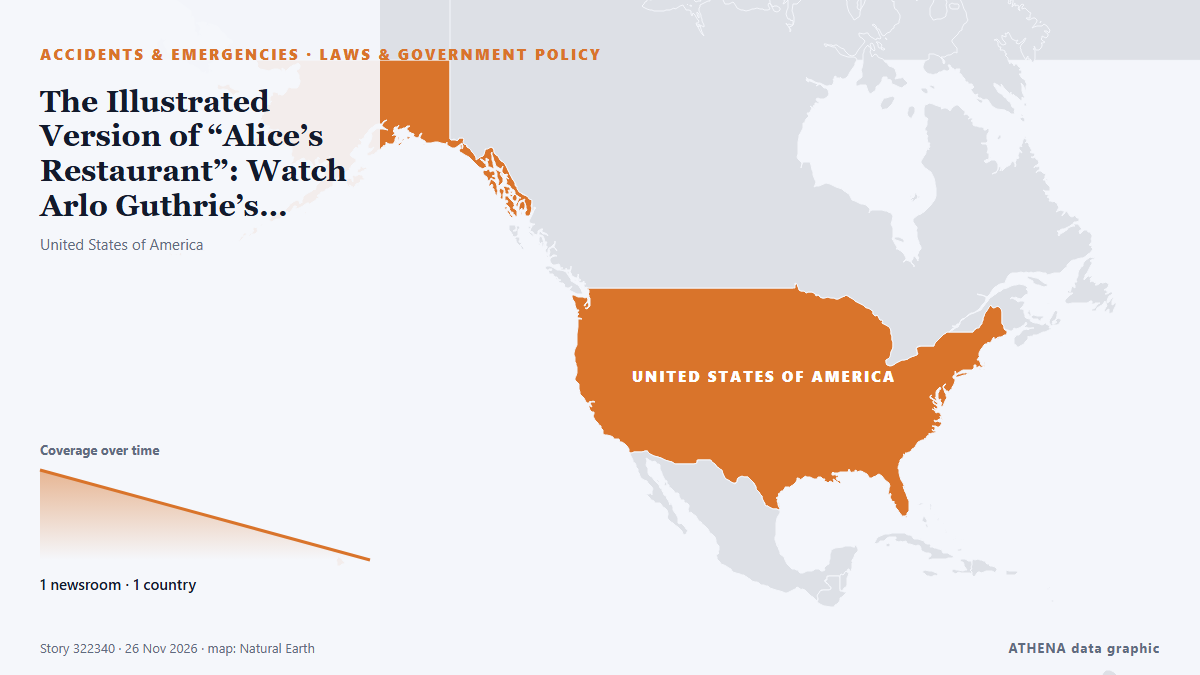 ACCIDENTS & EMERGENCIES · LAWS & GOVERNMENT POLICY
The Illustrated
Version of “Alice’s
Restaurant”: Watch
Arlo Guthrie’s...
United States of America
UNITED STATES OF AMERICA
Coverage over time
1 newsroom · 1 country
Story 322340 · 26 Nov 2026 · map: Natural Earth
ATHENA data graphic